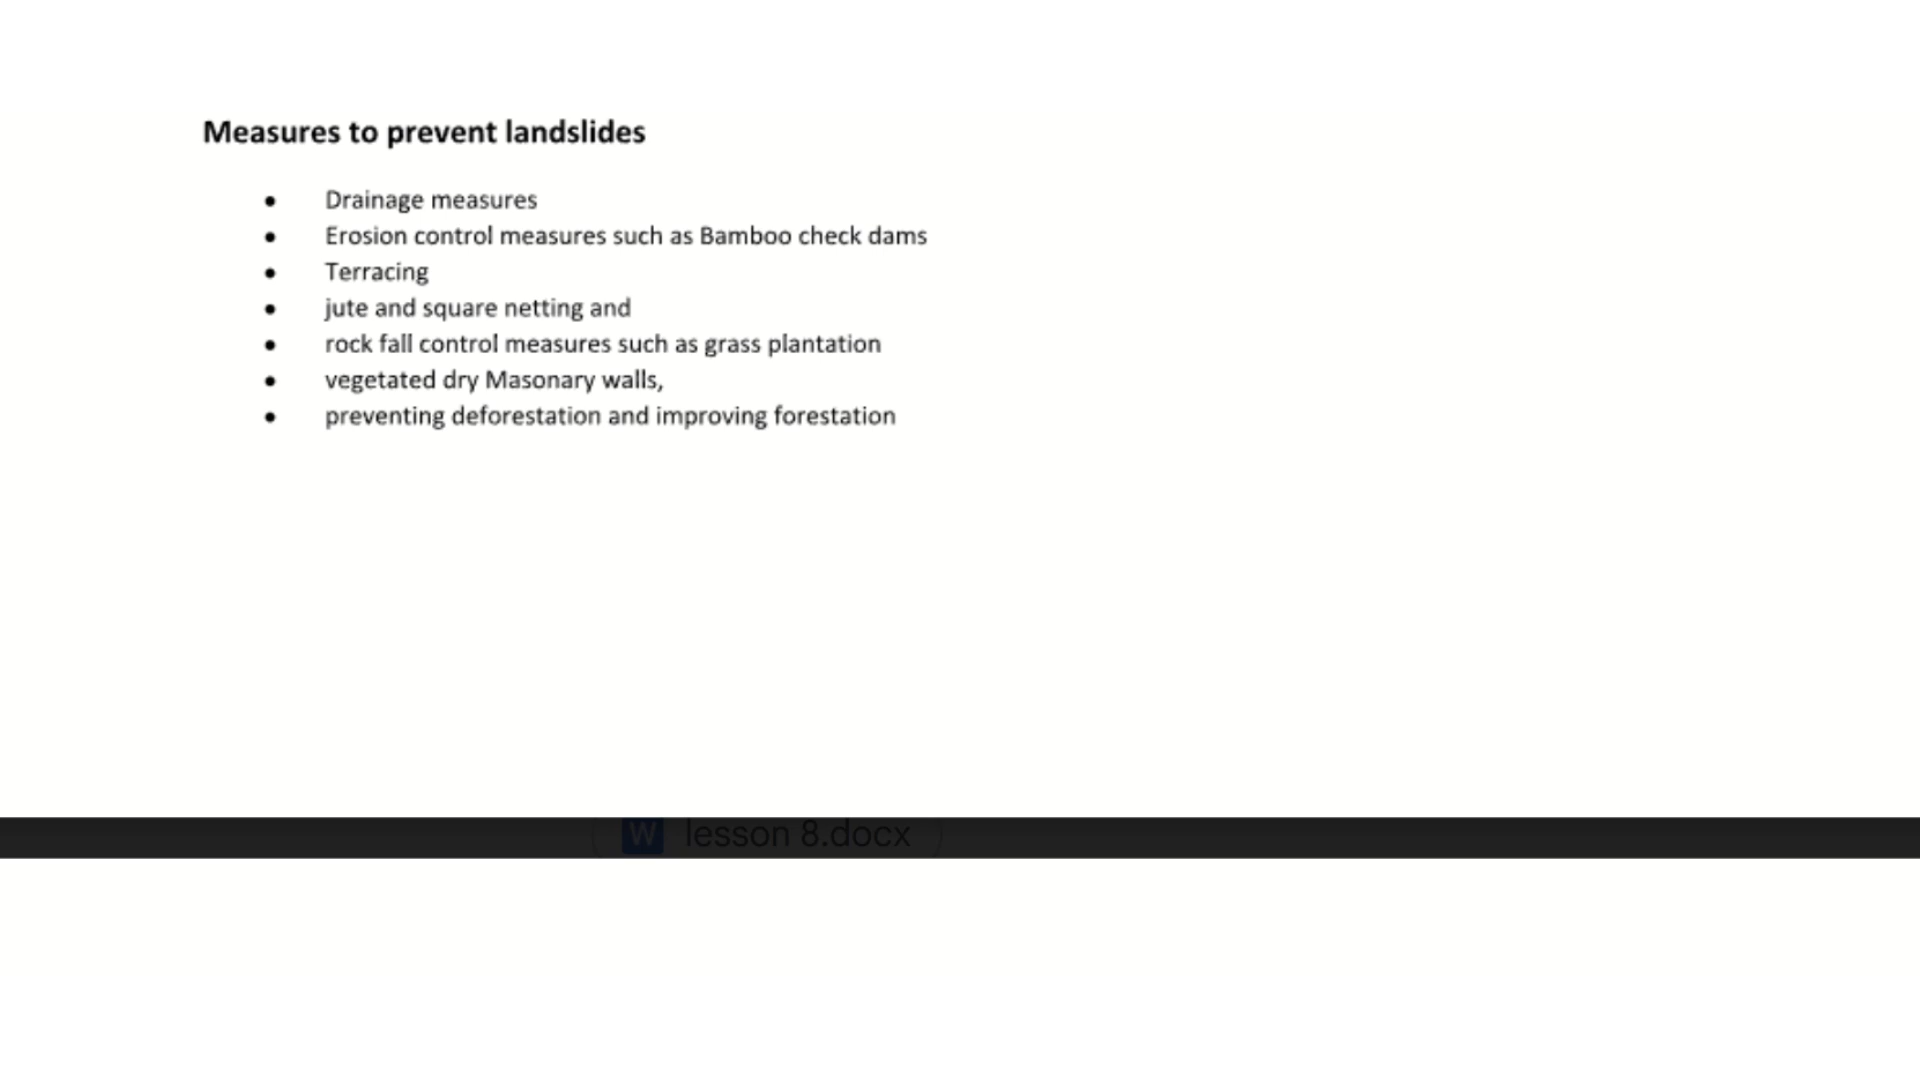 Measures to prevent landslides
• Drainage measures
• Erosion control measures such as Bamboo check dams
• Terracing
• jute and square netting and
• rock fall control measures such as grass plantation
• vegetated dry Masonary walls,
• preventing deforestation and improving forestation
W lesson 8.docx